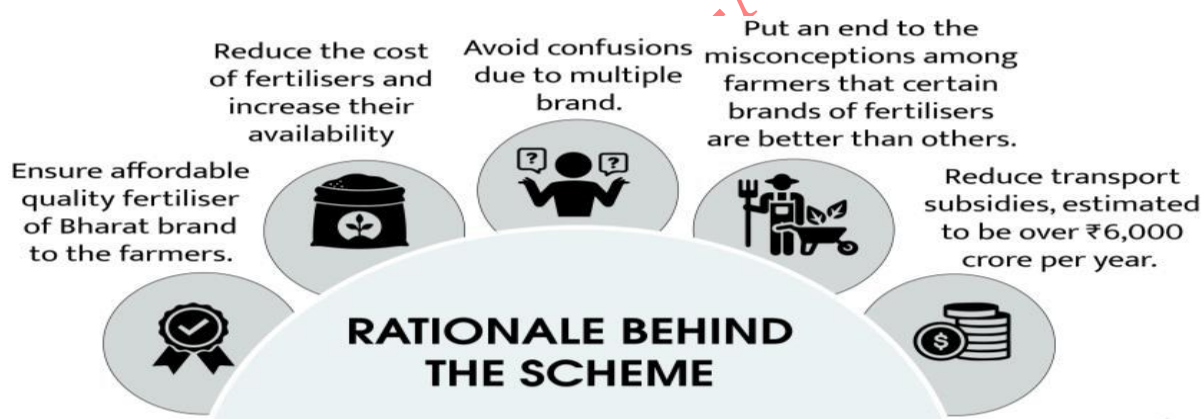 Ensure affordable
quality fertiliser
of Bharat brand
to the farmers.
Reduce the cost
of fertilisers and
increase their
availability
Avoid confusions
due to multiple
brand.
Put an end to the
misconceptions among
farmers that certain
brands of fertilisers
are better than others.
Reduce transport
subsidies, estimated
to be over ₹6,000
crore per year.
? ?
$
RATIONALE BEHIND
THE SCHEME